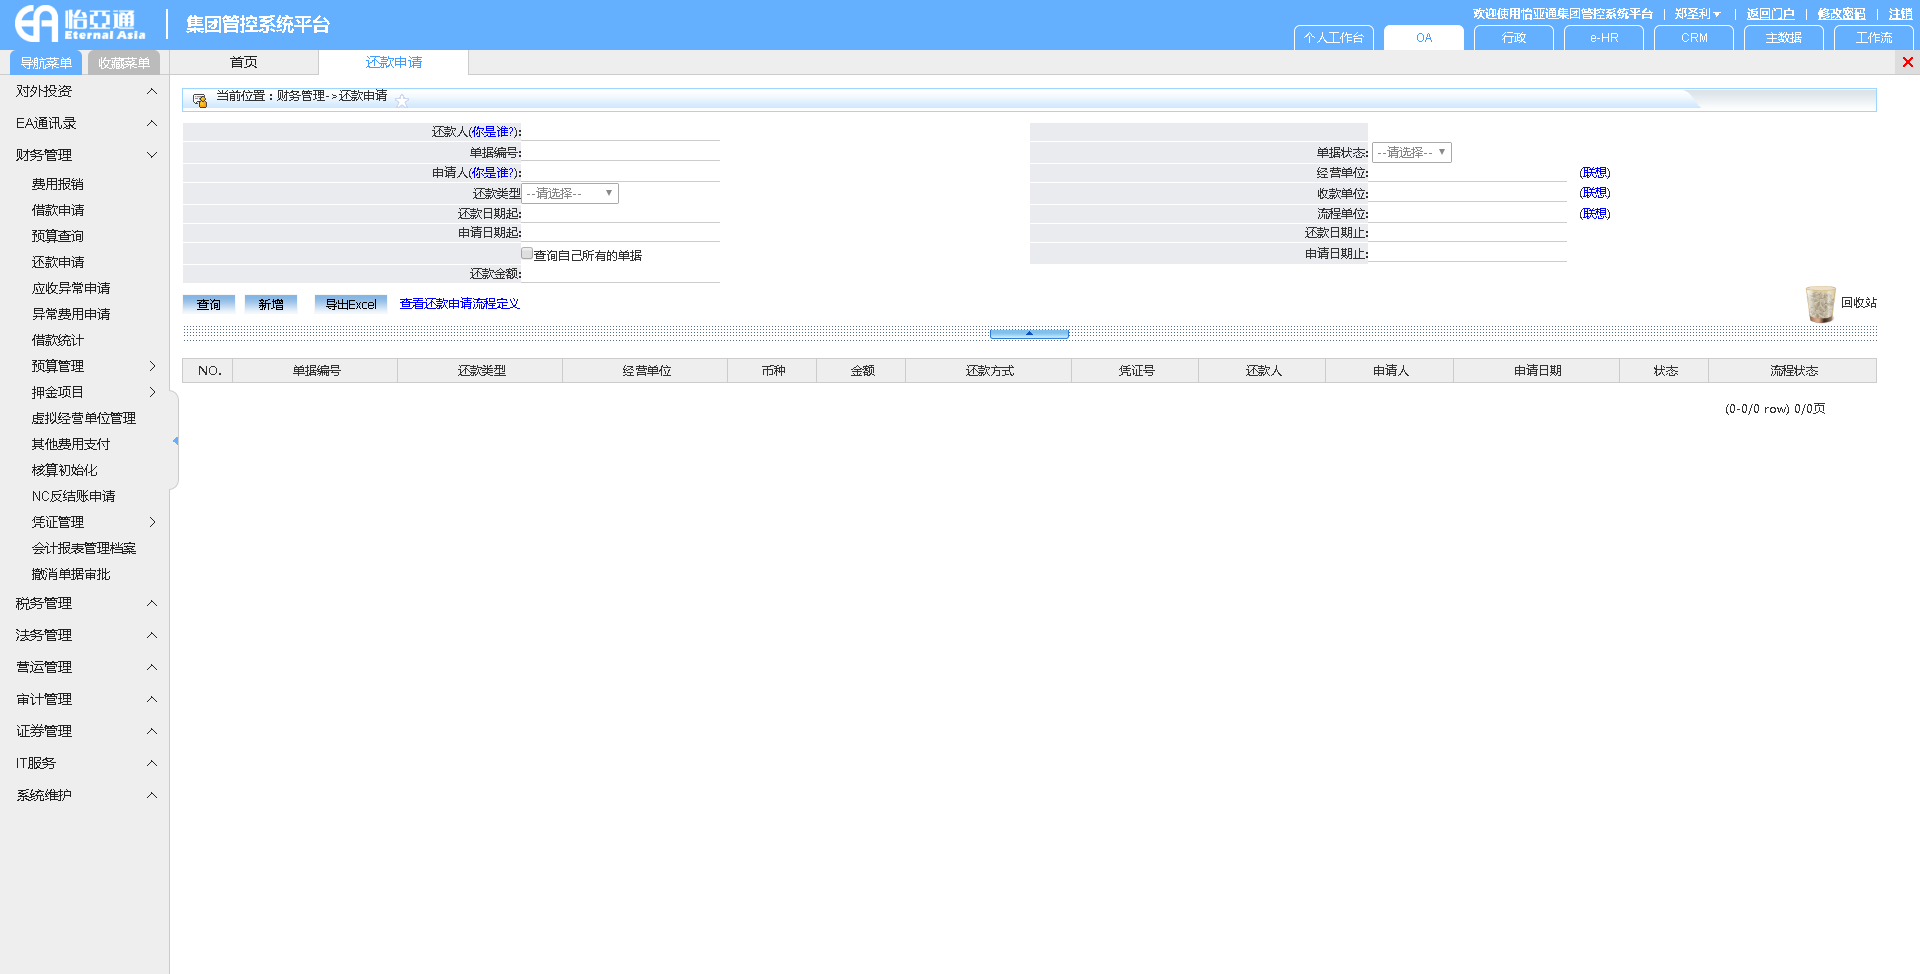 怡亞通
Eternal Asia
集团管控系统平台
欢迎使用怡亚通集团管控系统平台 | 郑圣利 | 返回门户 | 修改密码 | 注销
个人工作台 OA 行政 e-HR CRM 主数据 工作流
导航菜单 收藏菜单 首页 还款申请
对外投资
EA通讯录
财务管理
费用报销
借款申请
预算查询
还款申请
应收异常申请
异常费用申请
借款统计
预算管理
押金项目
虚拟经营单位管理
其他费用支付
核算初始化
NC反结账申请
凭证管理
会计报表管理档案
撤消单据审批
税务管理
法务管理
营运管理
审计管理
证券管理
IT服务
系统维护
当前位置：财务管理->还款申请
还款人(你是谁?):
单据编号: 单据状态: --请选择--
申请人(你是谁?): 经营单位: (联想)
还款类型 --请选择-- 收款单位: (联想)
还款日期起: 流程单位: (联想)
申请日期起: 还款日期止:
查询自己所有的单据 申请日期止:
还款金额:
查询 新增 导出Excel 查看还款申请流程定义 回收站
NO. 单据编号 还款类型 经营单位 币种 金额 还款方式 凭证号 还款人 申请人 申请日期 状态 流程状态
(0-0/0 row) 0/0页